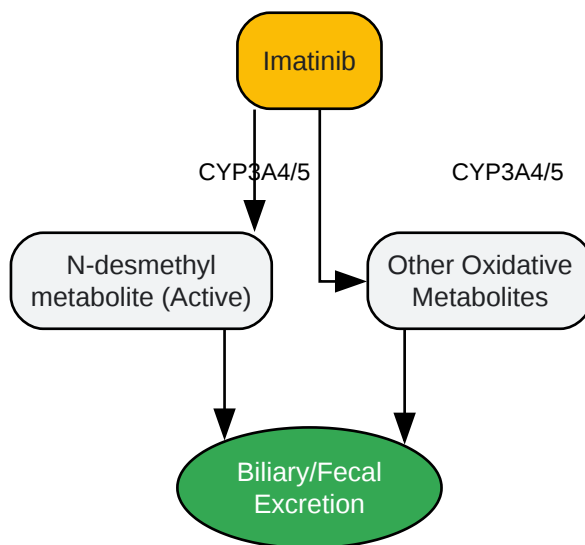 Imatinib
CYP3A4/5
CYP3A4/5
N-desmethyl
metabolite (Active)
Other Oxidative
Metabolites
Biliary/Fecal
Excretion